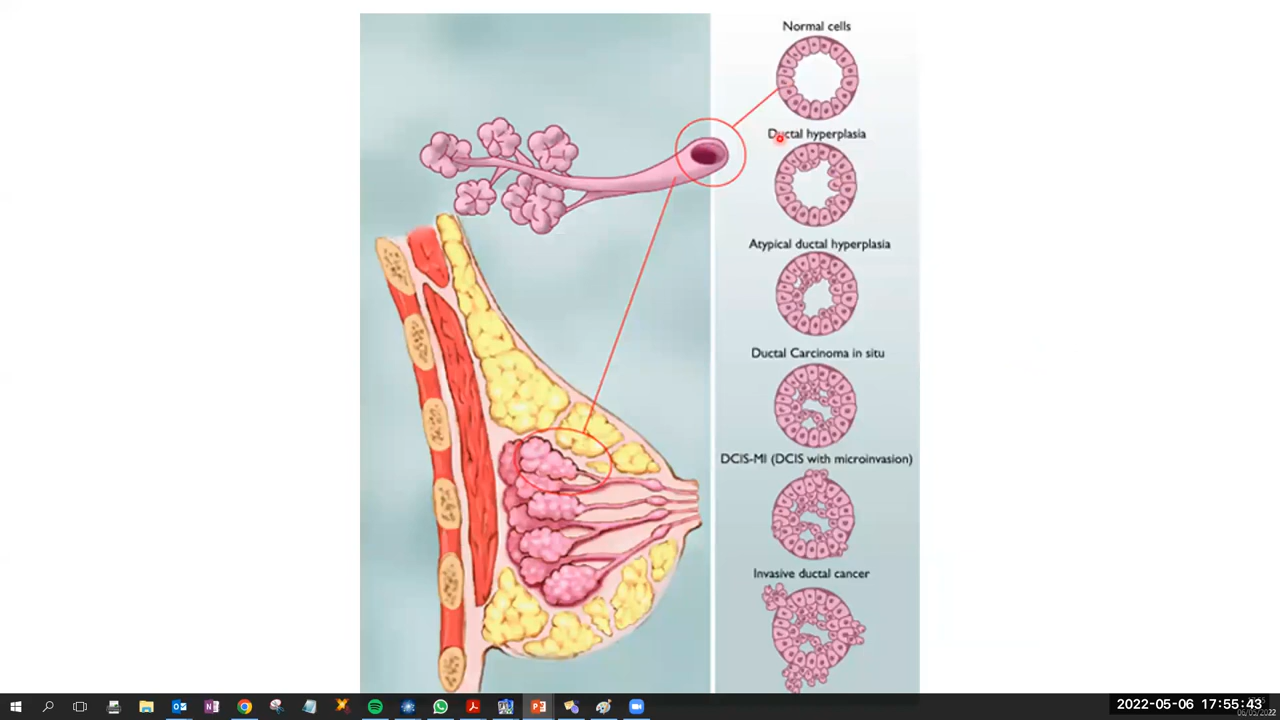 Normal cells
Ductal hyperplasia
Atypical ductal hyperplasia
Ductal Carcinoma in situ
DCIS-MI (DCIS with microinvasion)
Invasive ductal cancer
2022-05-06 17:55:43